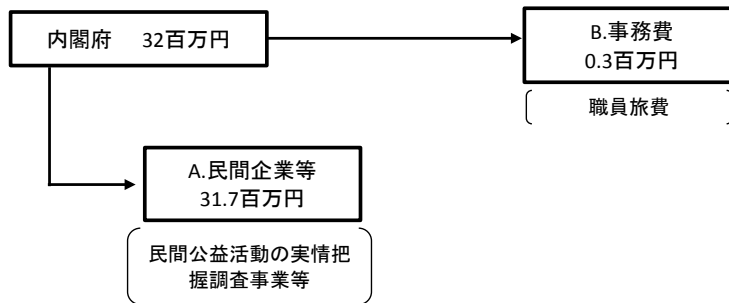 内閣府　32百万円
B.事務費
0.3百万円
職員旅費
A.民間企業等
31.7百万円
民間公益活動の実情把
握調査事業等